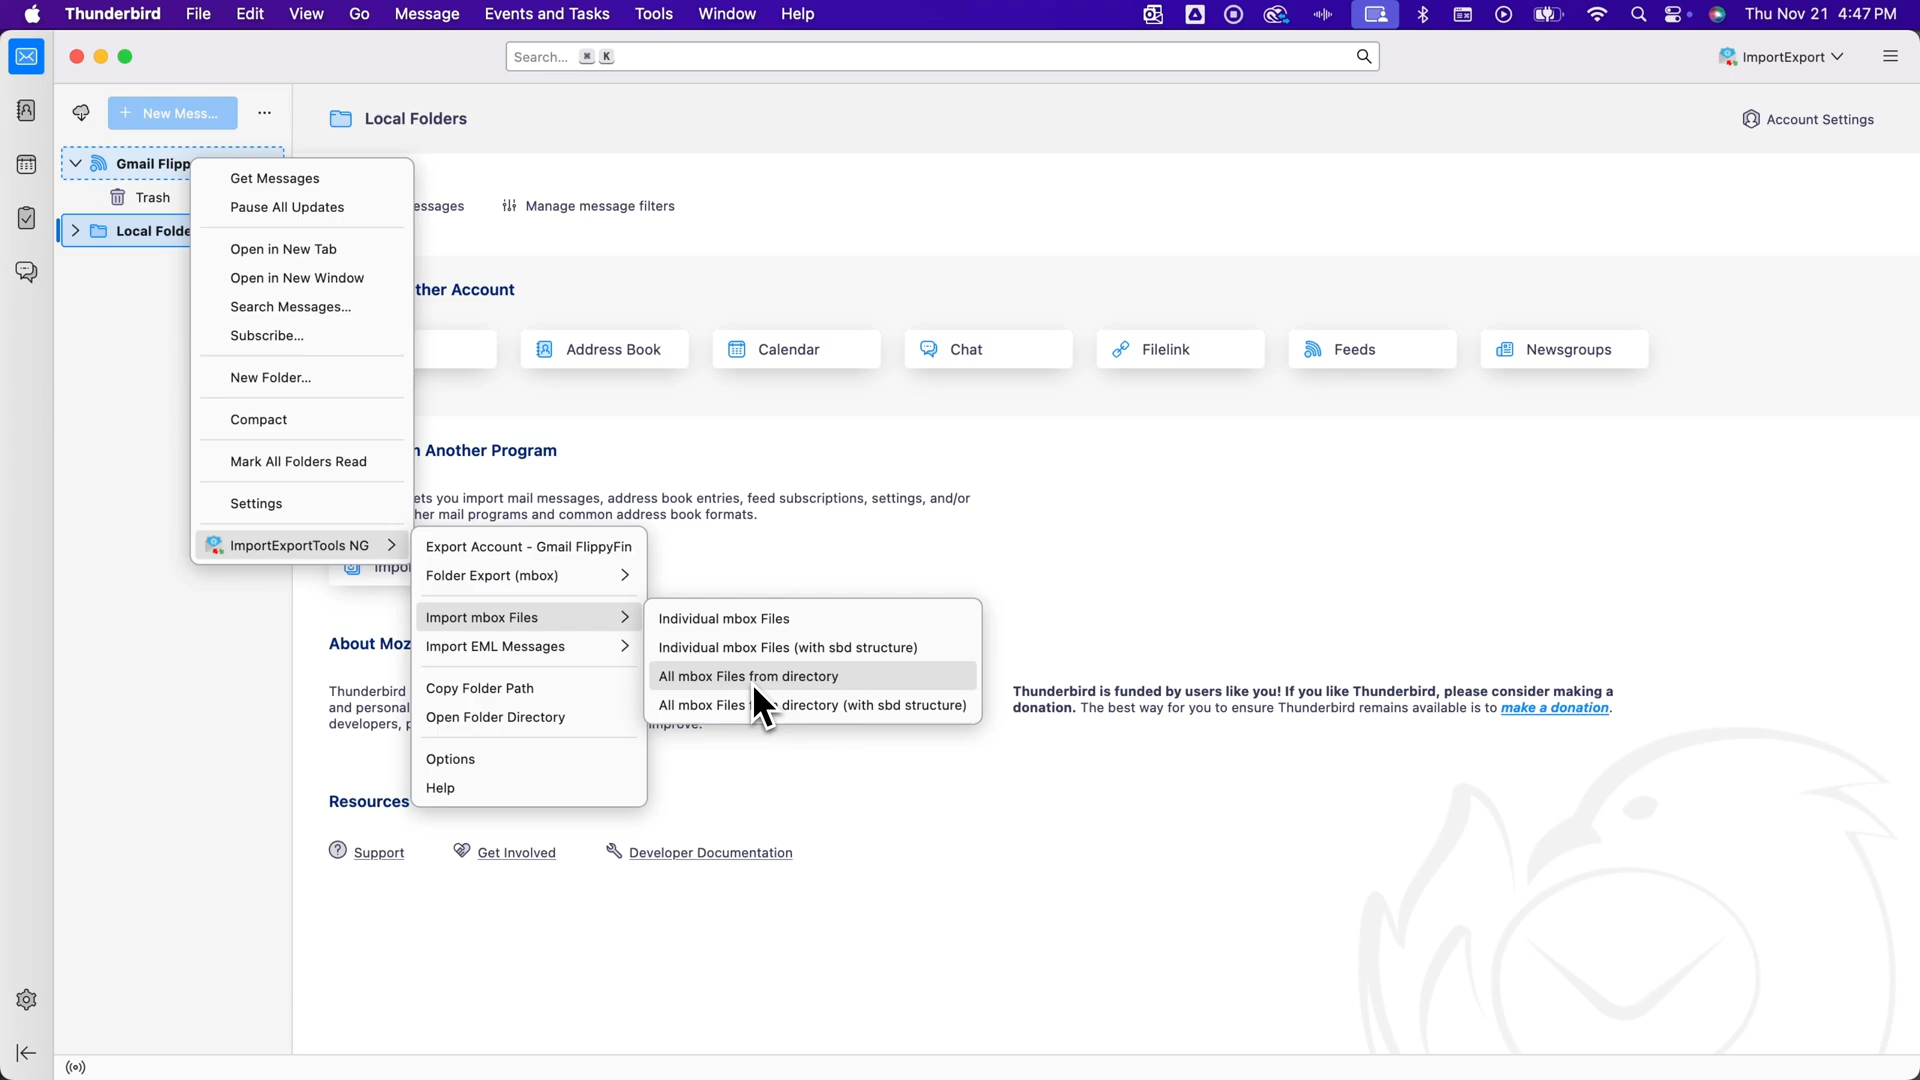 Thunderbird File Edit View Go Message Events and Tasks Tools Window Help Thu Nov 21 4:47 PM
Search... ⌘ K
ImportExport
+ New Mess...
Local Folders
Account Settings
Gmail Flipp
Trash
Local Folde
Get Messages
Pause All Updates
Open in New Tab
Open in New Window
Search Messages...
Subscribe...
New Folder...
Compact
Mark All Folders Read
Settings
ImportExportTools NG
essages
Manage message filters
ther Account
Address Book
Calendar
Chat
Filelink
Feeds
Newsgroups
n Another Program
ets you import mail messages, address book entries, feed subscriptions, settings, and/or
her mail programs and common address book formats.
Impor
Export Account - Gmail FlippyFin
Folder Export (mbox)
Import mbox Files
Import EML Messages
Copy Folder Path
Open Folder Directory
Options
Help
Individual mbox Files
Individual mbox Files (with sbd structure)
All mbox Files from directory
All mbox Files directory (with sbd structure)
About Moz
Thunderbird
and personal
developers, p
improve.
Thunderbird is funded by users like you! If you like Thunderbird, please consider making a
donation. The best way for you to ensure Thunderbird remains available is to make a donation.
Resources
Support
Get Involved
Developer Documentation